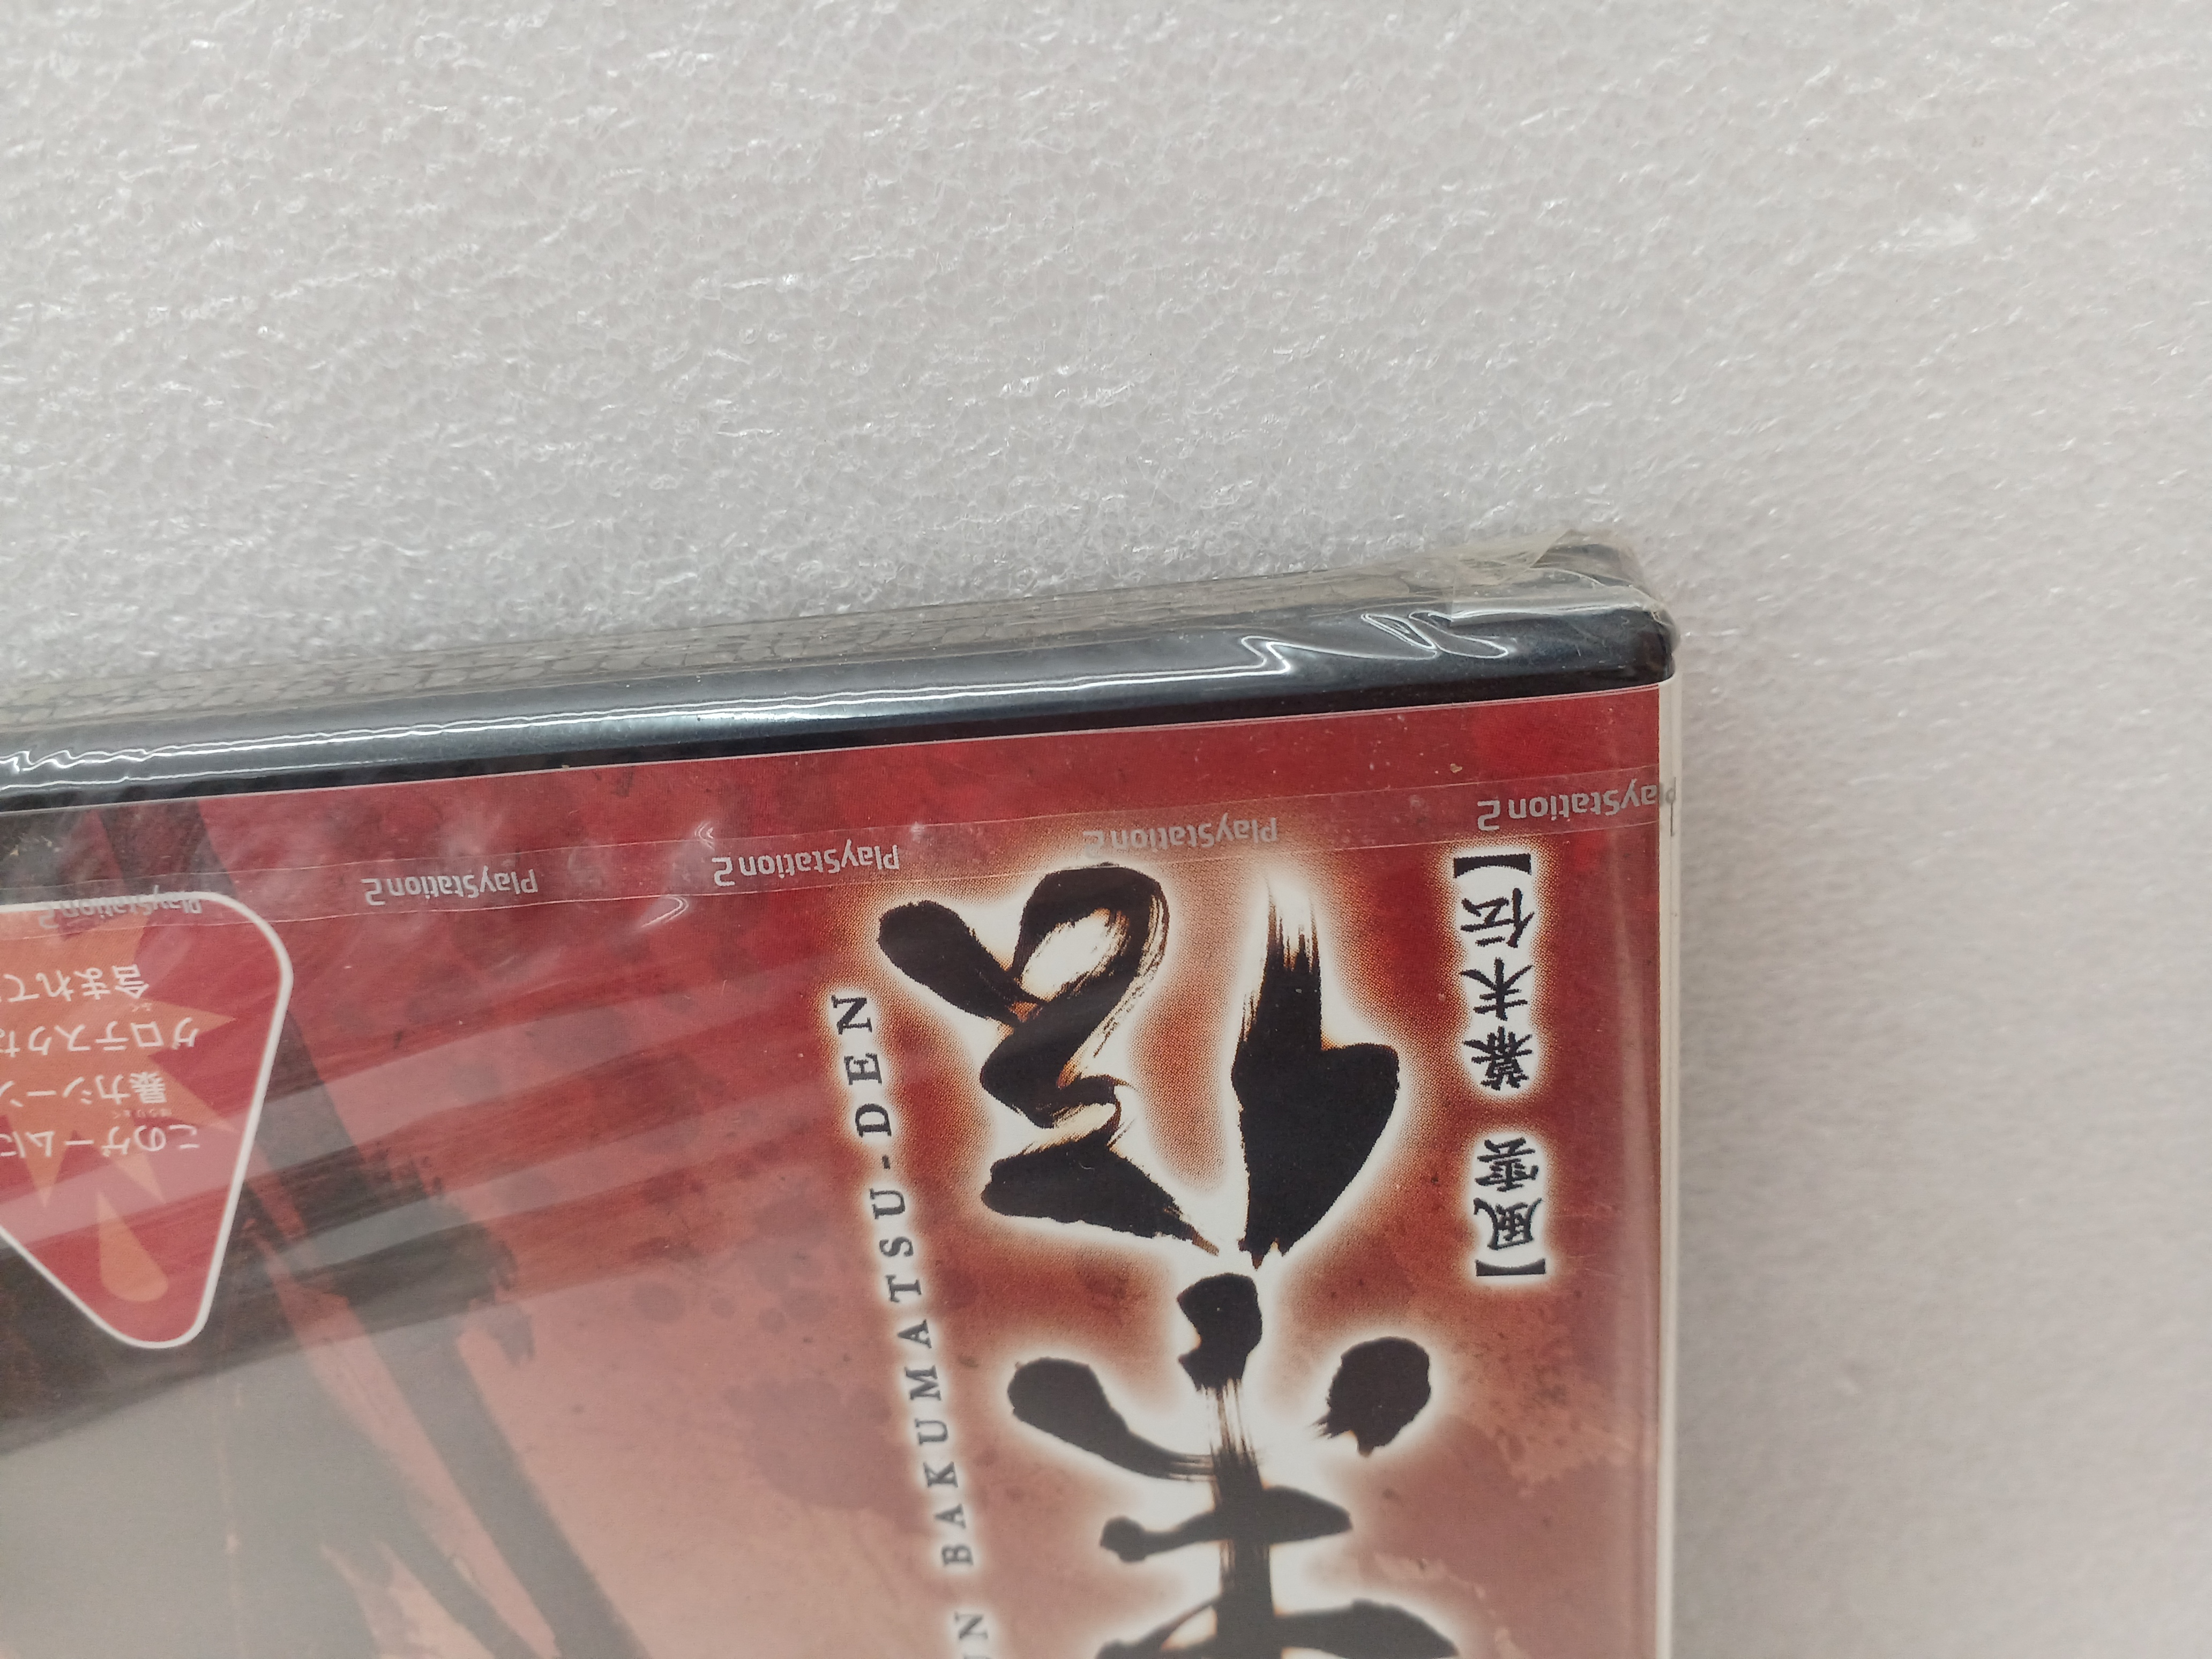 【風雲 幕末伝】
末伝
UN BAKUMATSU-DEN
このゲームに
暴力シーン
グロテスクな
含まれて
PlayStation 2 PlayStation 2 PlayStation 2 PlayStation 2 PlayStation 2